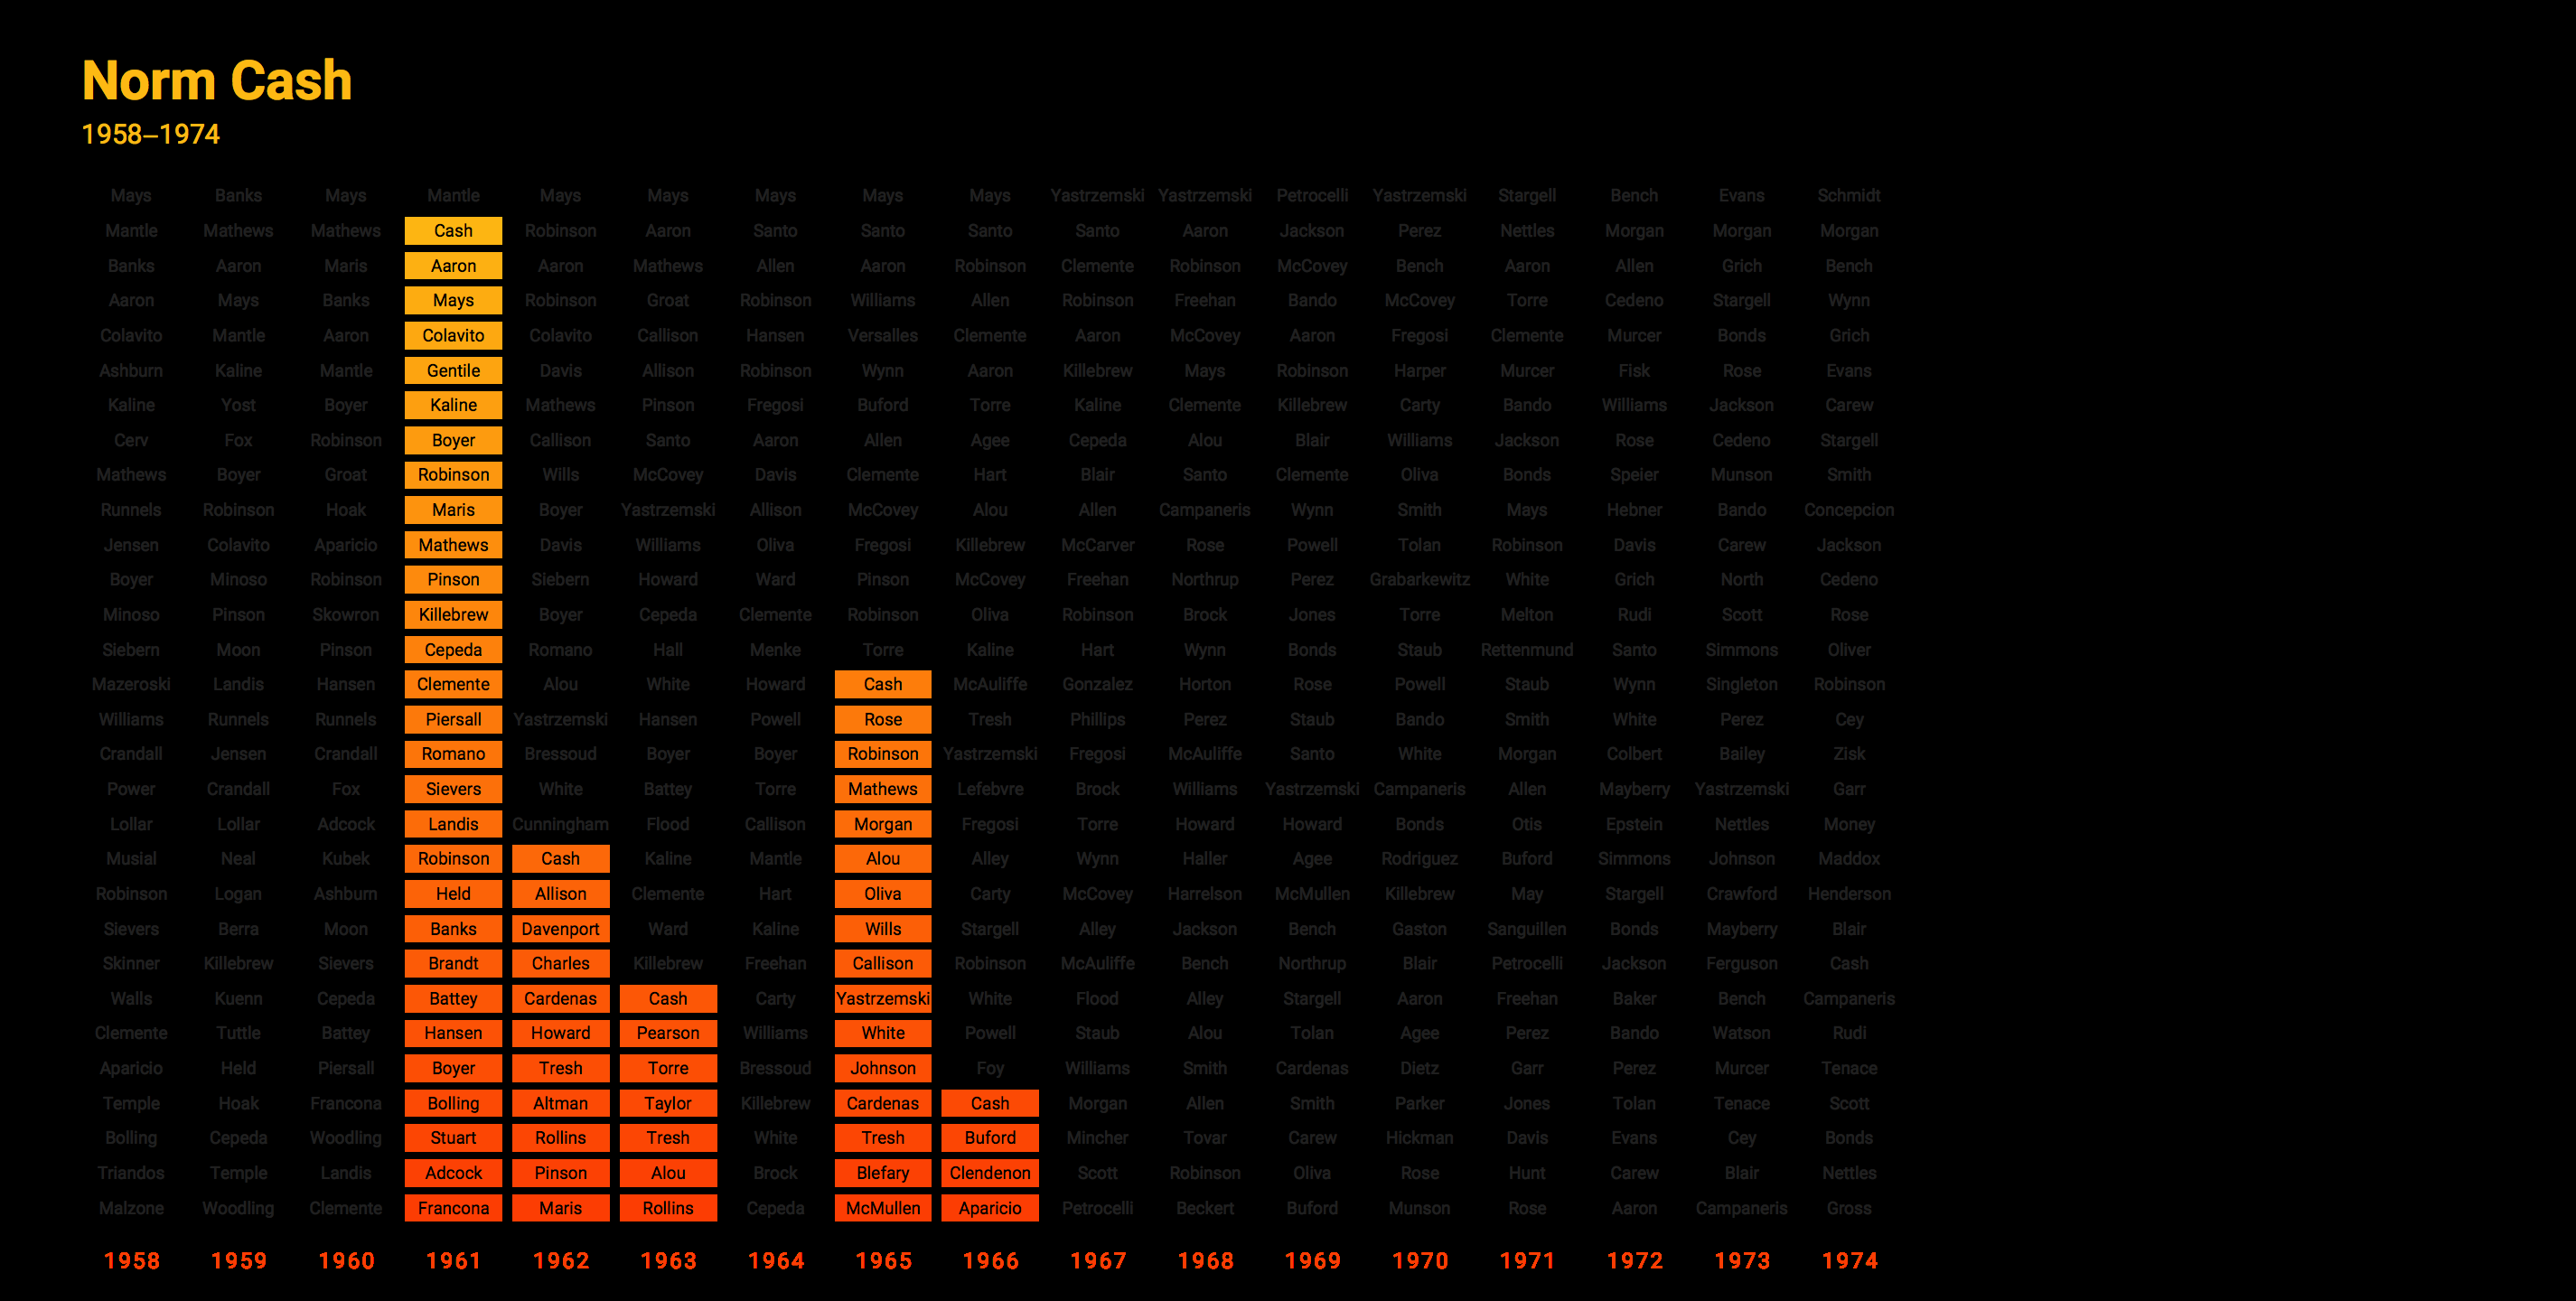 Norm Cash
1958–1974
Mays Banks Mays Mantle Mays Mays Mays Mays Mays Yastrzemski Yastrzemski Petrocelli Yastrzemski Stargell Bench Evans Schmidt
Mantle Mathews Mathews Cash Robinson Aaron Santo Santo Santo Santo Aaron Jackson Perez Nettles Morgan Morgan Morgan
Banks Aaron Maris Aaron Aaron Mathews Allen Aaron Robinson Clemente Robinson McCovey Bench Aaron Allen Grich Bench
Aaron Mays Banks Mays Robinson Groat Robinson Williams Allen Robinson Freehan Bando McCovey Torre Cedeno Stargell Wynn
Colavito Mantle Aaron Colavito Colavito Callison Hansen Versalles Clemente Aaron McCovey Aaron Fregosi Clemente Murcer Bonds Grich
Ashburn Kaline Mantle Gentile Davis Allison Robinson Wynn Aaron Killebrew Mays Robinson Harper Murcer Fisk Rose Evans
Kaline Yost Boyer Kaline Mathews Pinson Fregosi Buford Torre Kaline Clemente Killebrew Carty Bando Williams Jackson Carew
Cerv Fox Robinson Boyer Callison Santo Aaron Allen Agee Cepeda Alou Blair Williams Jackson Rose Cedeno Stargell
Mathews Boyer Groat Robinson Wills McCovey Davis Clemente Hart Blair Santo Clemente Oliva Bonds Speier Munson Smith
Runnels Robinson Hoak Maris Boyer Yastrzemski Allison McCovey Alou Allen Campaneris Wynn Smith Mays Hebner Bando Concepcion
Jensen Colavito Aparicio Mathews Davis Williams Oliva Fregosi Killebrew McCarver Rose Powell Tolan Robinson Davis Carew Jackson
Boyer Minoso Robinson Pinson Siebern Howard Ward Pinson McCovey Freehan Northrup Perez Grabarkewitz White Grich North Cedeno
Minoso Pinson Skowron Killebrew Boyer Cepeda Clemente Robinson Oliva Robinson Brock Jones Torre Melton Rudi Scott Rose
Siebern Moon Pinson Cepeda Romano Hall Menke Torre Kaline Hart Wynn Bonds Staub Rettenmund Santo Simmons Oliver
Mazeroski Landis Hansen Clemente Alou White Howard Cash McAuliffe Gonzalez Horton Rose Powell Staub Wynn Singleton Robinson
Williams Runnels Runnels Piersall Yastrzemski Hansen Powell Rose Tresh Phillips Perez Staub Bando Smith White Perez Cey
Crandall Jensen Crandall Romano Bressoud Boyer Boyer Robinson Yastrzemski Fregosi McAuliffe Santo White Morgan Colbert Bailey Zisk
Power Crandall Fox Sievers White Battey Torre Mathews Lefebvre Brock Williams Yastrzemski Campaneris Allen Mayberry Yastrzemski Garr
Lollar Lollar Adcock Landis Cunningham Flood Callison Morgan Fregosi Torre Howard Howard Bonds Otis Epstein Nettles Money
Musial Neal Kubek Robinson Cash Kaline Mantle Alou Alley Wynn Haller Agee Rodriguez Buford Simmons Johnson Maddox
Robinson Logan Ashburn Held Allison Clemente Hart Oliva Carty McCovey Harrelson McMullen Killebrew May Stargell Crawford Henderson
Sievers Berra Moon Banks Davenport Ward Kaline Wills Stargell Alley Jackson Bench Gaston Sanguillen Bonds Mayberry Blair
Skinner Killebrew Sievers Brandt Charles Killebrew Freehan Callison Robinson McAuliffe Bench Northrup Blair Petrocelli Jackson Ferguson Cash
Walls Kuenn Cepeda Battey Cardenas Cash Carty Yastrzemski White Flood Alley Stargell Aaron Freehan Baker Bench Campaneris
Clemente Tuttle Battey Hansen Howard Pearson Williams White Powell Staub Alou Tolan Agee Perez Bando Watson Rudi
Aparicio Held Piersall Boyer Tresh Torre Bressoud Johnson Foy Williams Smith Cardenas Dietz Garr Perez Murcer Tenace
Temple Hoak Francona Bolling Altman Taylor Killebrew Cardenas Cash Morgan Allen Smith Parker Jones Tolan Tenace Scott
Bolling Cepeda Woodling Stuart Rollins Tresh White Tresh Buford Mincher Tovar Carew Hickman Davis Evans Cey Bonds
Triandos Temple Landis Adcock Pinson Alou Brock Blefary Clendenon Scott Robinson Oliva Rose Hunt Carew Blair Nettles
Malzone Woodling Clemente Francona Maris Rollins Cepeda McMullen Aparicio Petrocelli Beckert Buford Munson Rose Aaron Campaneris Gross
1958 1959 1960 1961 1962 1963 1964 1965 1966 1967 1968 1969 1970 1971 1972 1973 1974